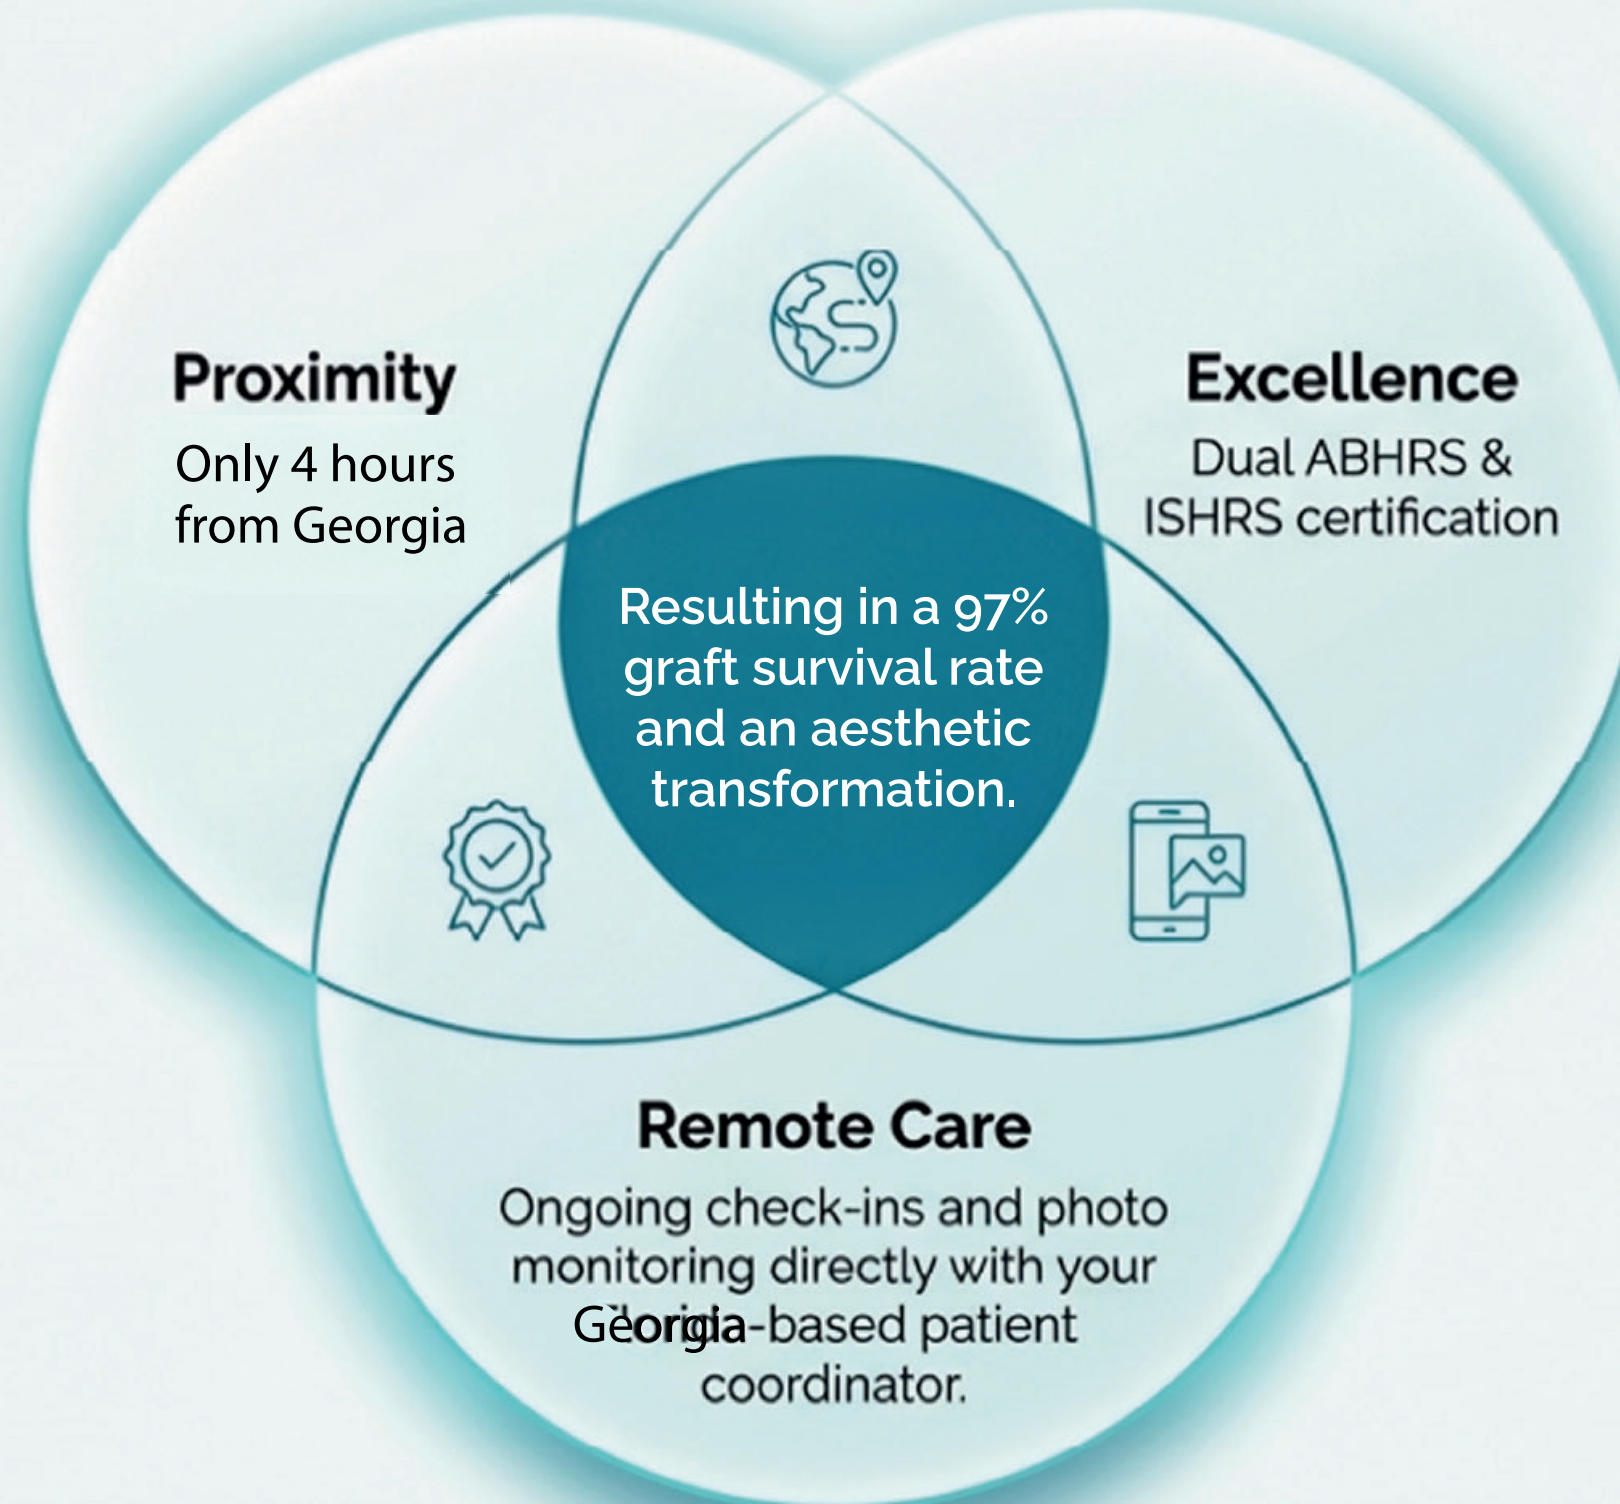 Proximity
Only 4 hours
from Georgia
Excellence
Dual ABHRS &
ISHRS certification
Resulting in a 97%
graft survival rate
and an aesthetic
transformation.
Remote Care
Ongoing check-ins and photo
monitoring directly with your
Georgia-based patient
coordinator.